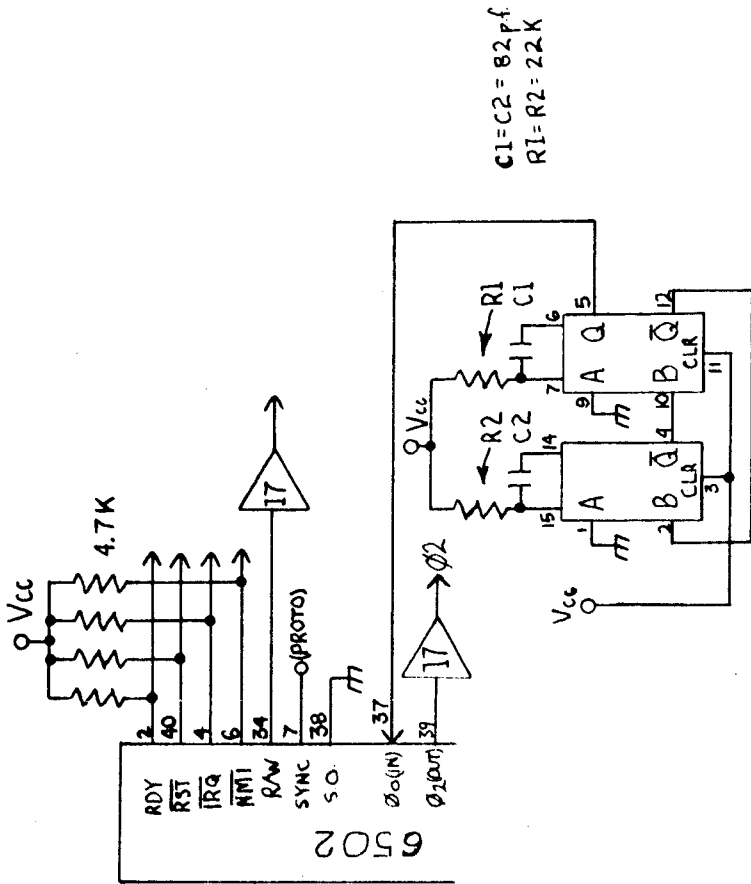 Vcc
4.7K
2
40
4
6
34
7
38
37
39
RDY
RST
IRQ
NMI
R/W
SYNC
S.O.
Ø0(IN)
Ø2(OUT)
6502
17
(PROTO)
17
Ø2
Vcc
R2
C2
R1
C1
15
14
7
6
1
A
9
A
Q
5
2
B
Q
4
10
B
Q
12
CLR
3
CLR
11
Vcc
C1=C2=82pf
R1=R2=22K